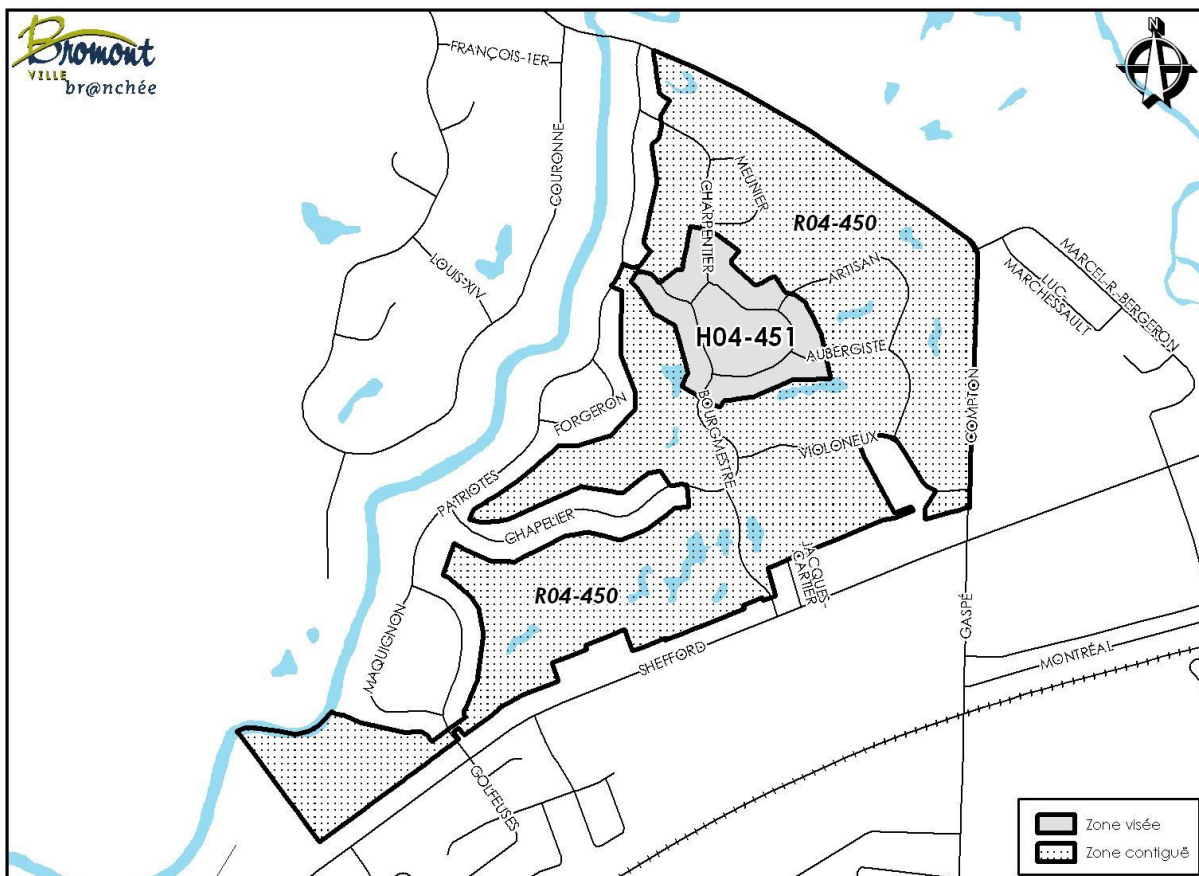 Bromont
VILLE
br@nchée
N
FRANÇOIS-1ER
COURONNE
LOUIS-XIV
MEUNIER
CHARPENTIER
R04-450
ARTISAN
MARCEL-R.-BERGERON
LUC-
MARCHESSAULT
H04-451
AUBERGISTE
COMPTON
FORGERON
BOURGMESTRE
VIOLONEUX
PATRIOTES
CHAPELIER
JACQUES-
CARTIER
R04-450
GASPÉ
MAQUIGNON
SHEFFORD
MONTRÉAL
GOLFEUSES
Zone visée
Zone contiguë